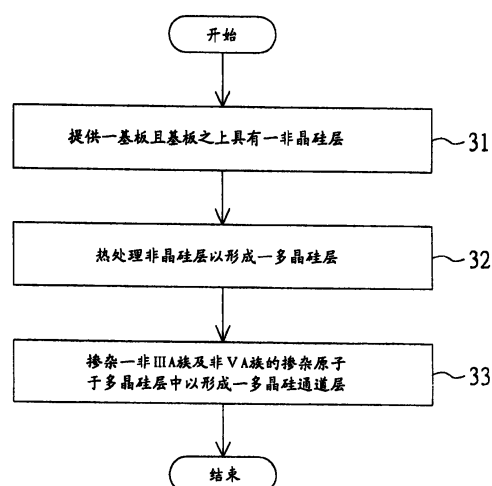 开始
提供一基板且基板之上具有一非晶硅层
31
热处理非晶硅层以形成一多晶硅层
32
掺杂一非ⅢA族及非ⅤA族的掺杂原子
于多晶硅层中以形成一多晶硅通道层
33
结束